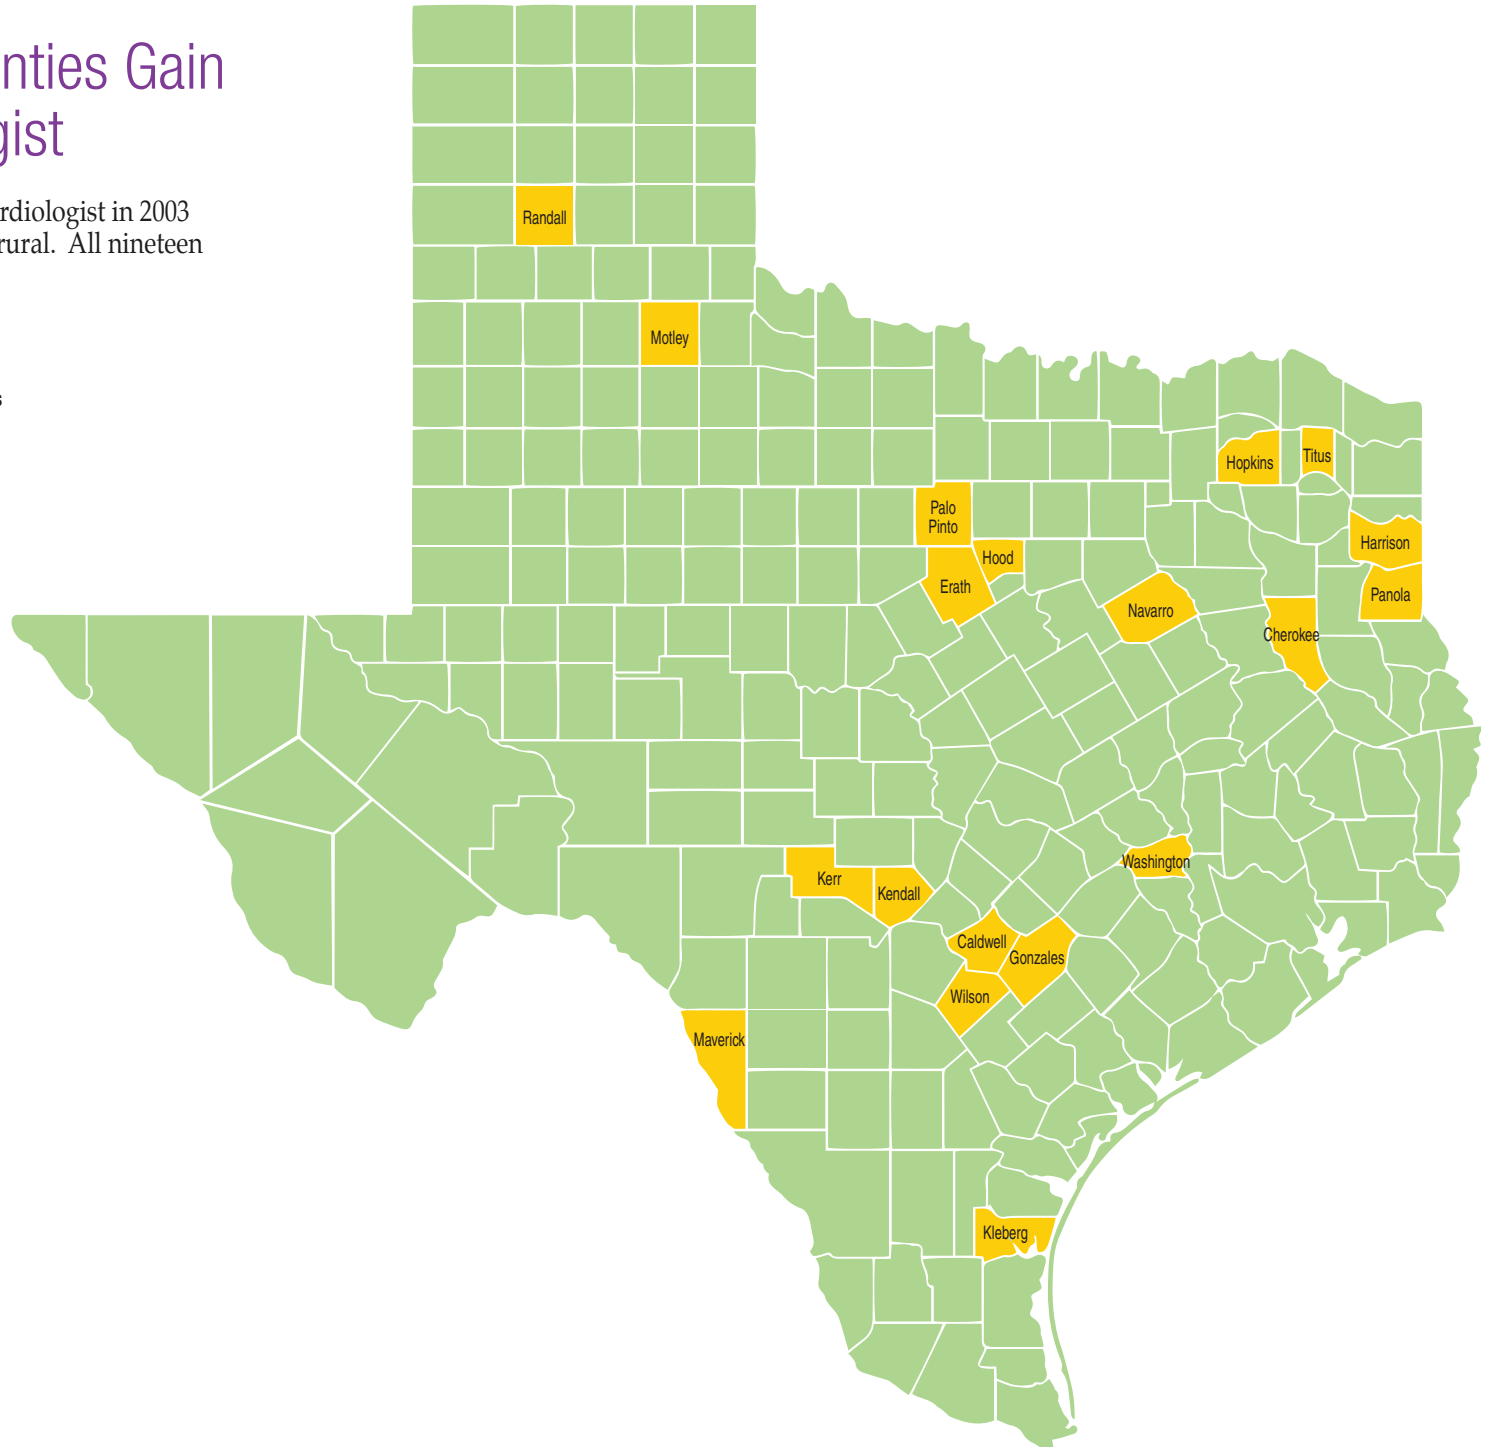 nties Gain
gist
rdiologist in 2003
rural. All nineteen
s
Randall
Motley
Hopkins
Titus
Palo
Pinto
Harrison
Hood
Erath
Panola
Navarro
Cherokee
Washington
Kerr
Kendall
Caldwell
Gonzales
Wilson
Maverick
Kleberg